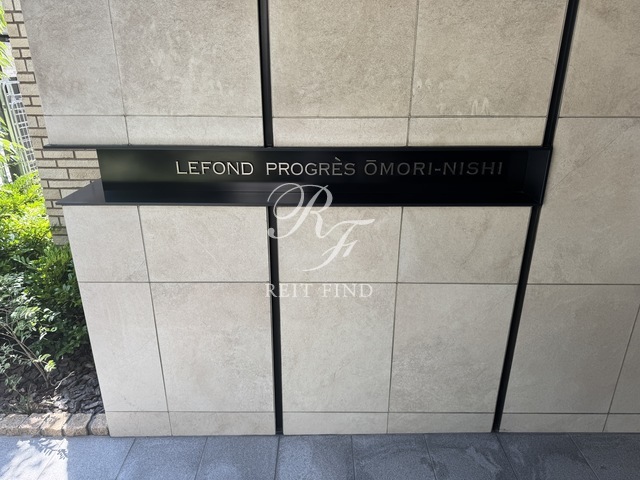 LEFOND PROGRÈS ŌMORI-NISHI
RF
REIT FIND